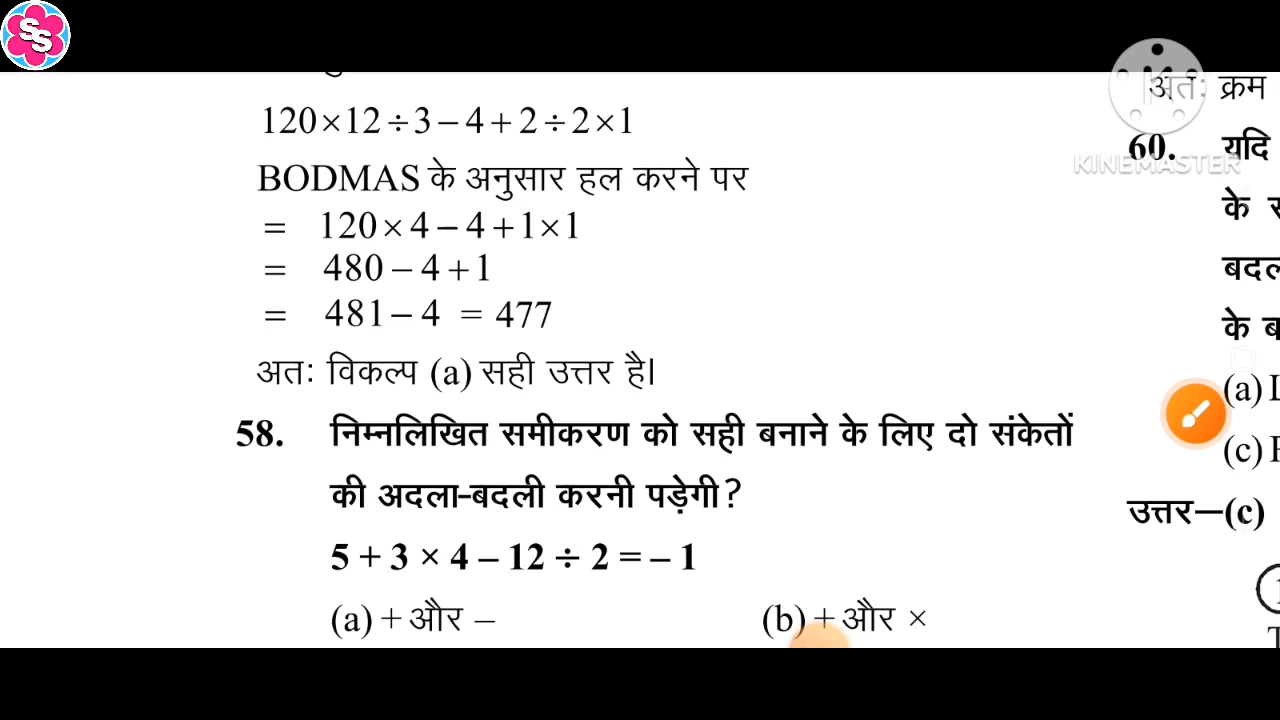 SS
120×12÷3−4+2÷2×1
BODMAS के अनुसार हल करने पर
= 120×4−4+1×1
= 480−4+1
= 481−4 = 477
अतः विकल्प (a) सही उत्तर है।
58. निम्नलिखित समीकरण को सही बनाने के लिए दो संकेतों
की अदला-बदली करनी पड़ेगी?
5 + 3 × 4 – 12 ÷ 2 = – 1
(a) + और – (b) + और ×
अतः क्रम
60. यदि
KINEMASTER
के
के ब
(a)
(c)
उत्तर–(c)